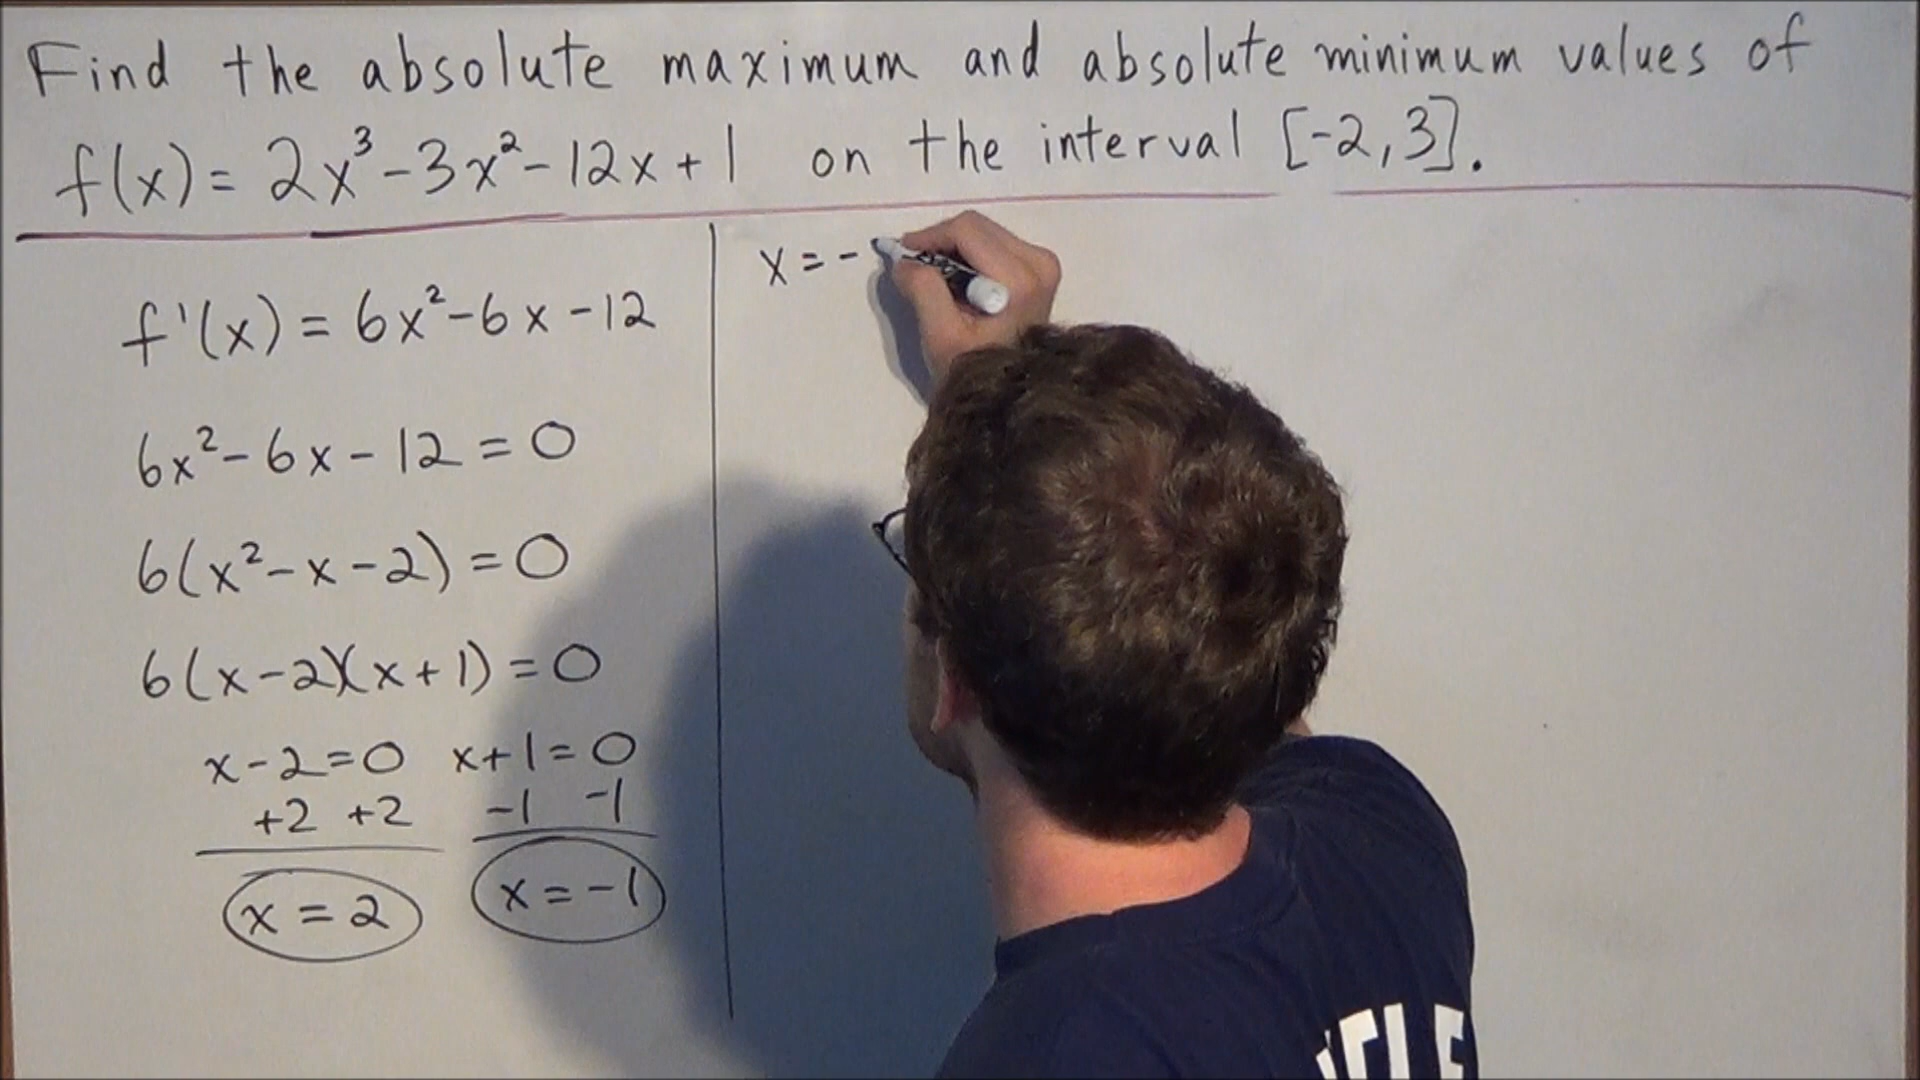 Find the absolute maximum and absolute minimum values of
f(x) = 2x³ - 3x² - 12x + 1 on the interval [-2, 3].
f'(x) = 6x² - 6x - 12
6x² - 6x - 12 = 0
6(x² - x - 2) = 0
6(x - 2)(x + 1) = 0
x - 2 = 0 x + 1 = 0
+2 +2 -1 -1
x = 2 x = -1
x = -